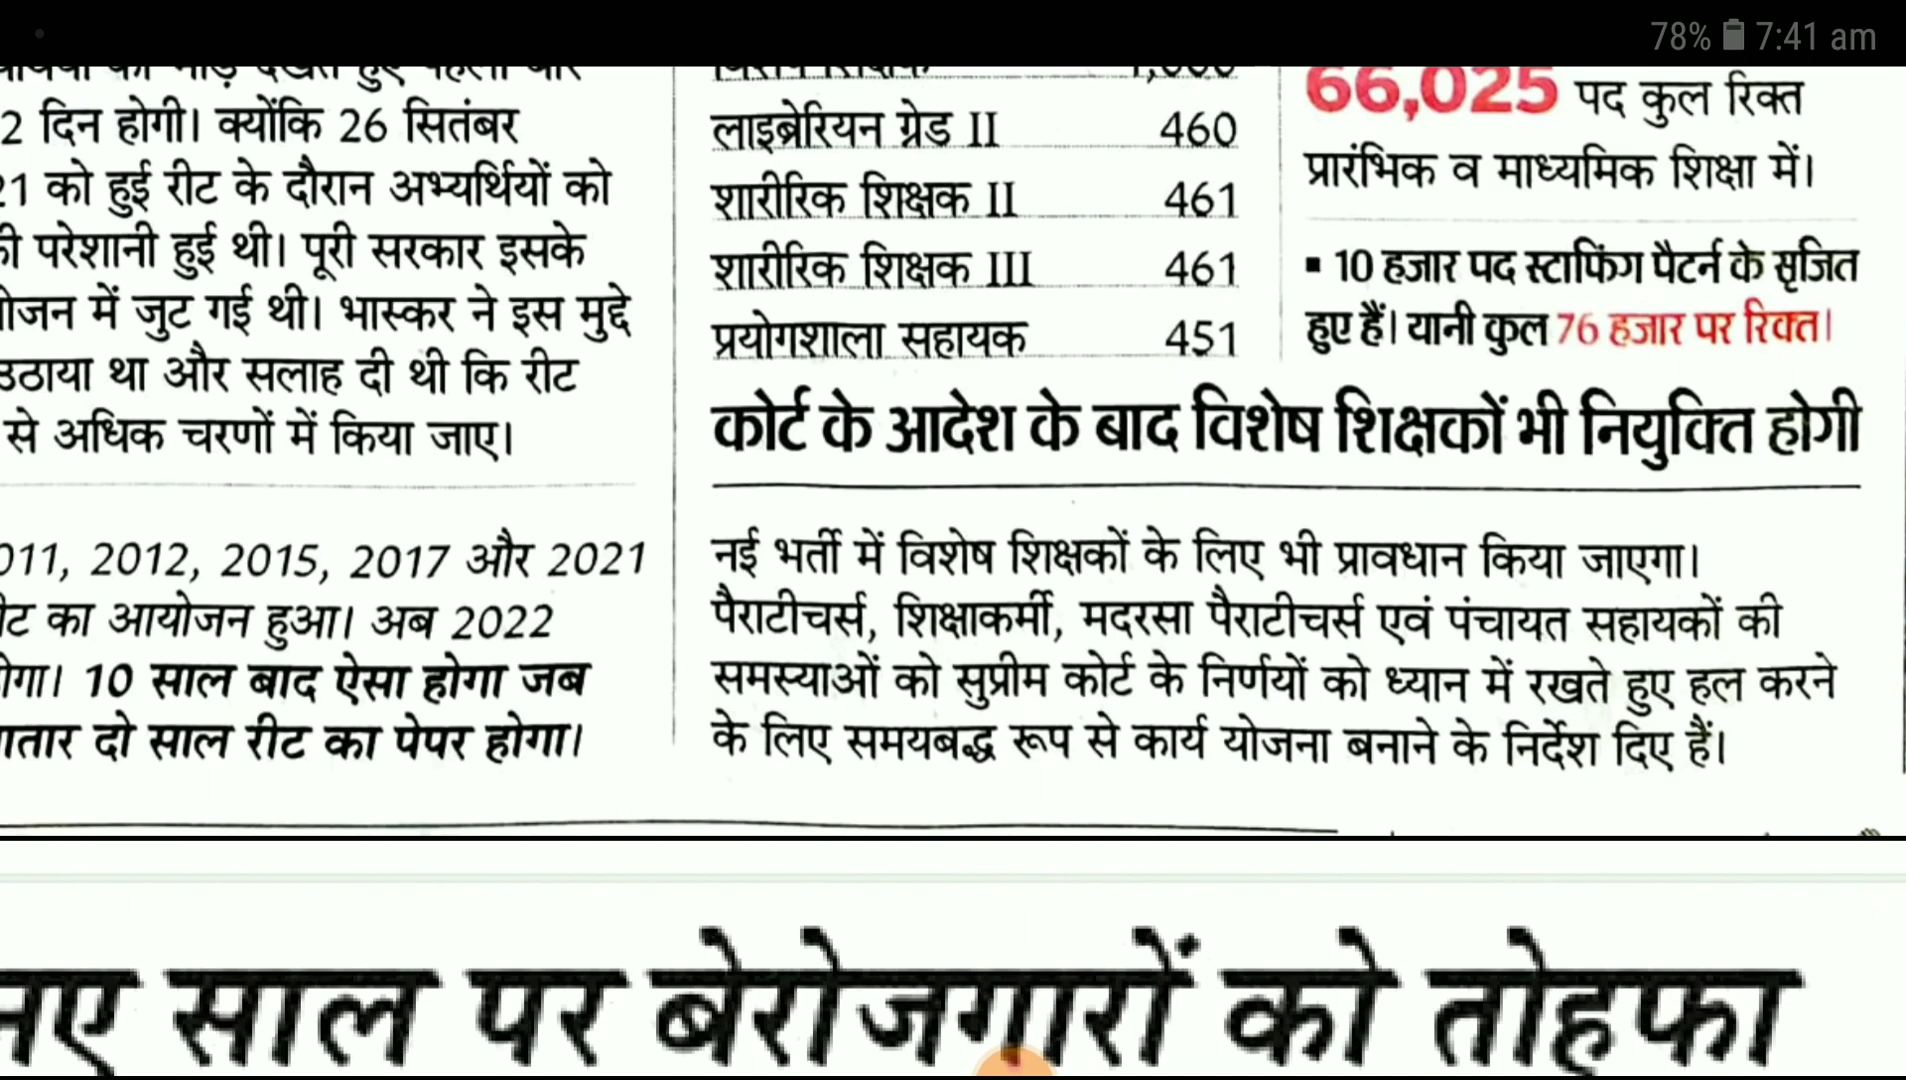 78% 7:41 am
2 दिन होगी। क्योंकि 26 सितंबर
21 को हुई रीट के दौरान अभ्यर्थियों को
ी परेशानी हुई थी। पूरी सरकार इसके
ोजन में जुट गई थी। भास्कर ने इस मुद्दे
उठाया था और सलाह दी थी कि रीट
से अधिक चरणों में किया जाए।
011, 2012, 2015, 2017 और 2021
का आयोजन हुआ। अब 2022
10 साल बाद ऐसा होगा जब
दो साल रीट का पेपर होगा।
लाइब्रेरियन ग्रेड II 460
शारीरिक शिक्षक II 461
शारीरिक शिक्षक III 461
प्रयोगशाला सहायक 451
66,025 पद कुल रिक्त
प्रारंभिक व माध्यमिक शिक्षा में।
▪ 10 हजार पद स्टाफिंग पैटर्न के सृजित
हुए हैं। यानी कुल 76 हजार पर रिक्त।
कोर्ट के आदेश के बाद विशेष शिक्षकों भी नियुक्ति होगी
नई भर्ती में विशेष शिक्षकों के लिए भी प्रावधान किया जाएगा।
पैराटीचर्स, शिक्षाकर्मी, मदरसा पैराटीचर्स एवं पंचायत सहायकों की
समस्याओं को सुप्रीम कोर्ट के निर्णयों को ध्यान में रखते हुए हल करने
के लिए समयबद्ध रूप से कार्य योजना बनाने के निर्देश दिए हैं।
नए साल पर बेरोजगारों को तोहफा